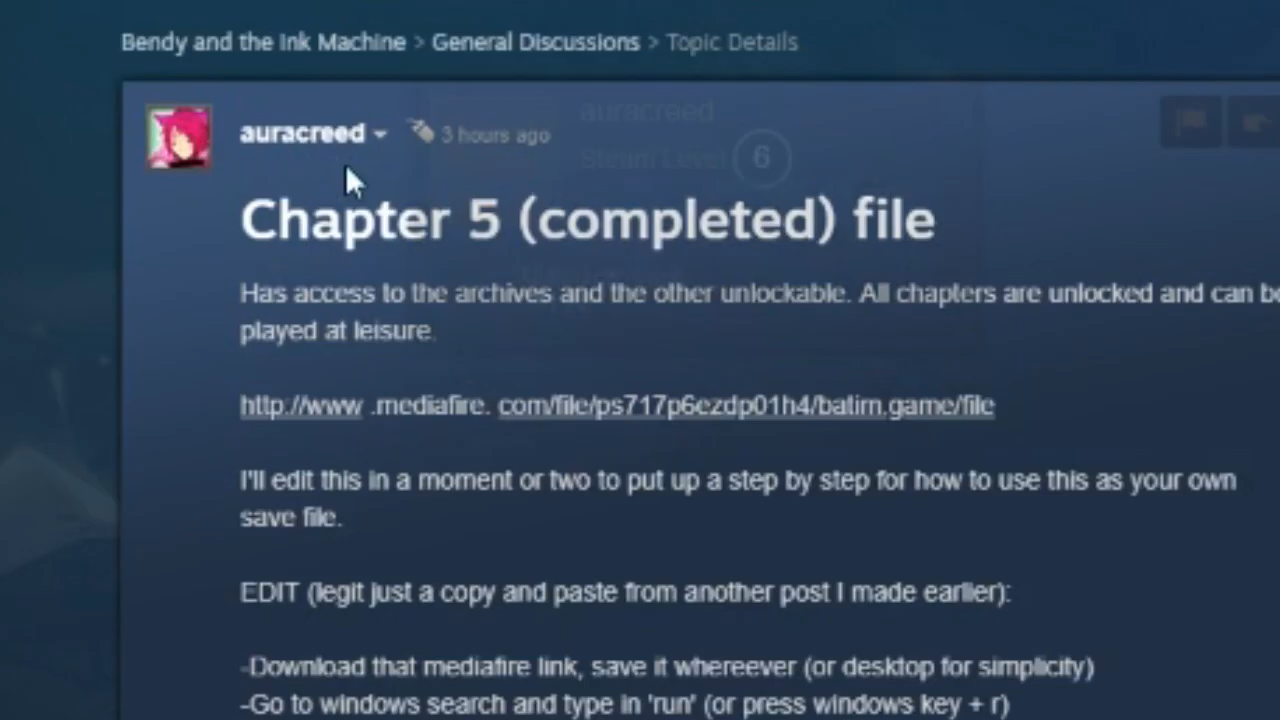 Bendy and the Ink Machine > General Discussions > Topic Details
auracreed 3 hours ago
auracreed
Steam Level 6
Chapter 5 (completed) file
Has access to the archives and the other unlockable. All chapters are unlocked and can be
played at leisure.
http://www .mediafire. com/file/ps717p6ezdp01h4/batim.game/file
I'll edit this in a moment or two to put up a step by step for how to use this as your own
save file.
EDIT (legit just a copy and paste from another post I made earlier):
-Download that mediafire link, save it whereever (or desktop for simplicity)
-Go to windows search and type in 'run' (or press windows key + r)